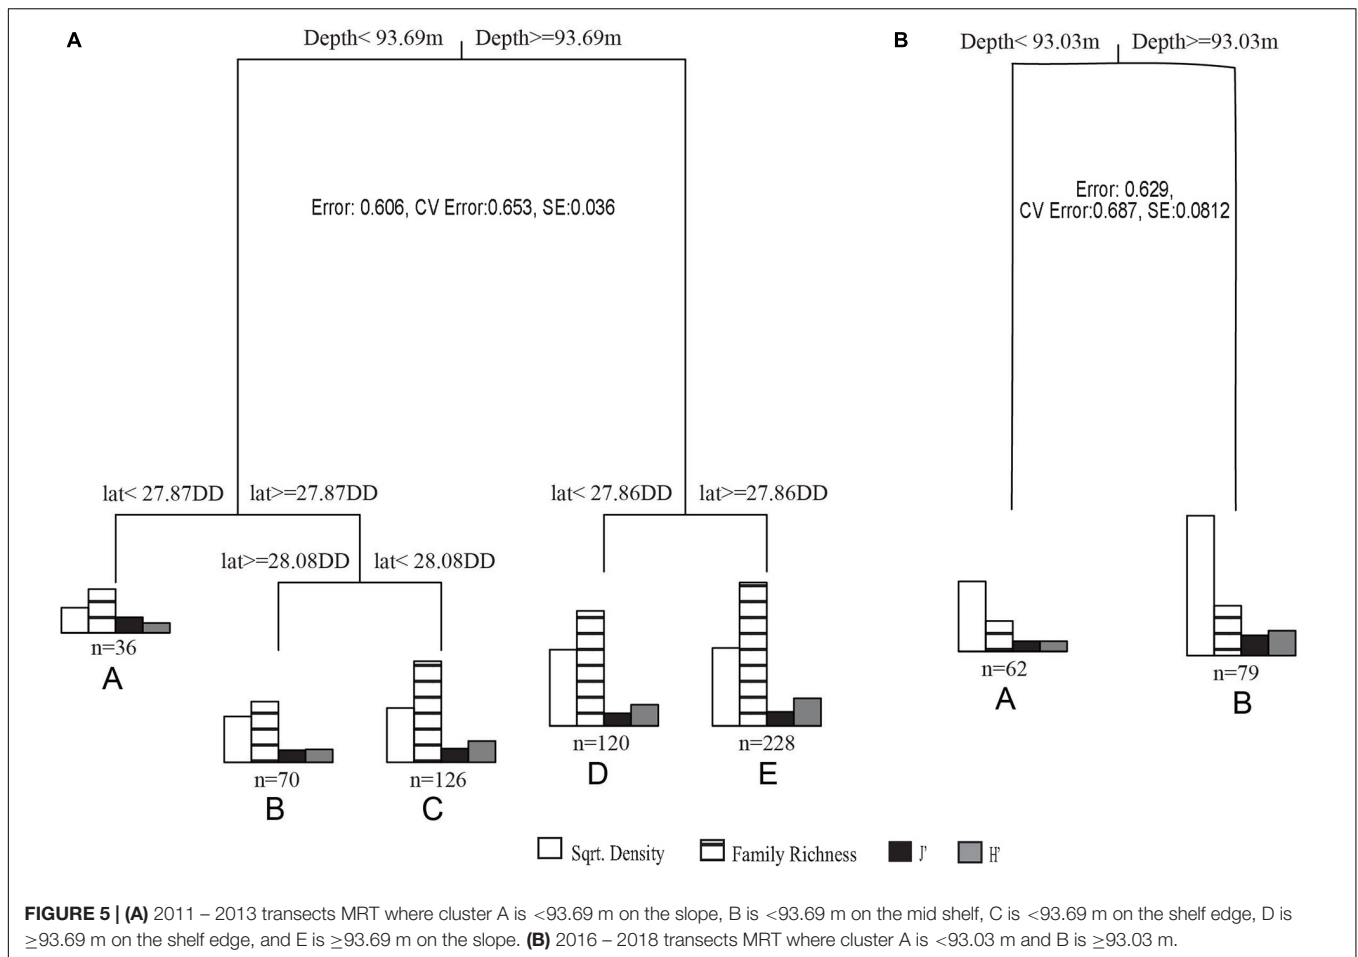 A
Depth< 93.69m Depth>=93.69m
Error: 0.606, CV Error:0.653, SE:0.036
lat< 27.87DD lat>=27.87DD
lat< 27.86DD lat>=27.86DD
lat>=28.08DD lat< 28.08DD
n=36
A
n=70
B
n=126
C
n=120
D
n=228
E
B
Depth< 93.03m Depth>=93.03m
Error: 0.629,
CV Error:0.687, SE:0.0812
n=62
A
n=79
B
Sqrt. Density Family Richness J' H'
FIGURE 5 | (A) 2011 – 2013 transects MRT where cluster A is <93.69 m on the slope, B is <93.69 m on the mid shelf, C is <93.69 m on the shelf edge, D is
≥93.69 m on the shelf edge, and E is ≥93.69 m on the slope. (B) 2016 – 2018 transects MRT where cluster A is <93.03 m and B is ≥93.03 m.